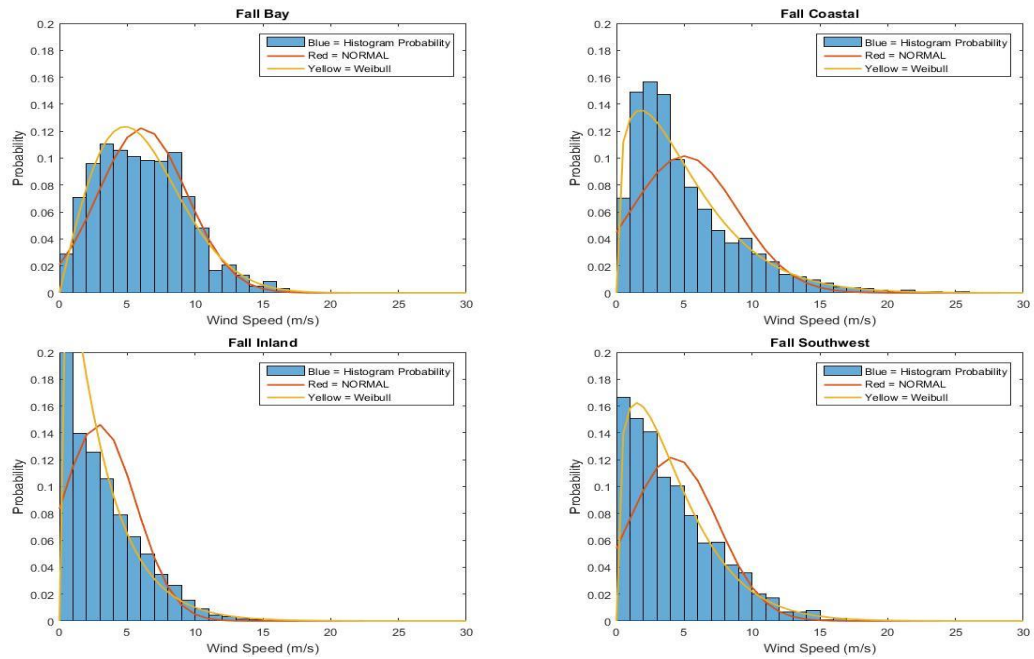 Fall Bay
0.2
0.18
0.16
0.14
0.12
0.1
0.08
0.06
0.04
0.02
0
Probability
Blue = Histogram Probability
Red = NORMAL
Yellow = Weibull
0 5 10 15 20 25 30
Wind Speed (m/s)
Fall Coastal
0.2
0.18
0.16
0.14
0.12
0.1
0.08
0.06
0.04
0.02
0
Probability
Blue = Histogram Probability
Red = NORMAL
Yellow = Weibull
0 5 10 15 20 25 30
Wind Speed (m/s)
Fall Inland
0.2
0.18
0.16
0.14
0.12
0.1
0.08
0.06
0.04
0.02
0
Probability
Blue = Histogram Probability
Red = NORMAL
Yellow = Weibull
0 5 10 15 20 25 30
Wind Speed (m/s)
Fall Southwest
0.2
0.18
0.16
0.14
0.12
0.1
0.08
0.06
0.04
0.02
0
Probability
Blue = Histogram Probability
Red = NORMAL
Yellow = Weibull
0 5 10 15 20 25 30
Wind Speed (m/s)